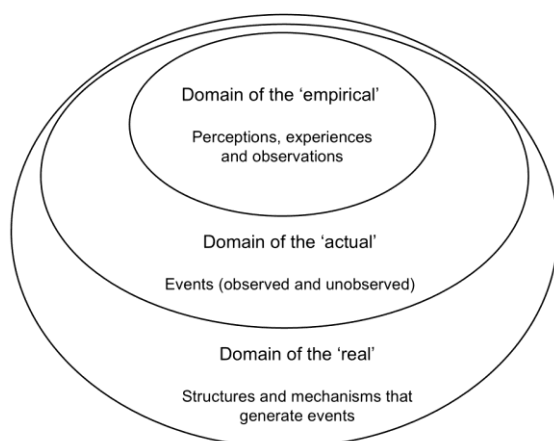 Domain of the ‘empirical’
Perceptions, experiences
and observations
Domain of the ‘actual’
Events (observed and unobserved)
Domain of the ‘real’
Structures and mechanisms that
generate events